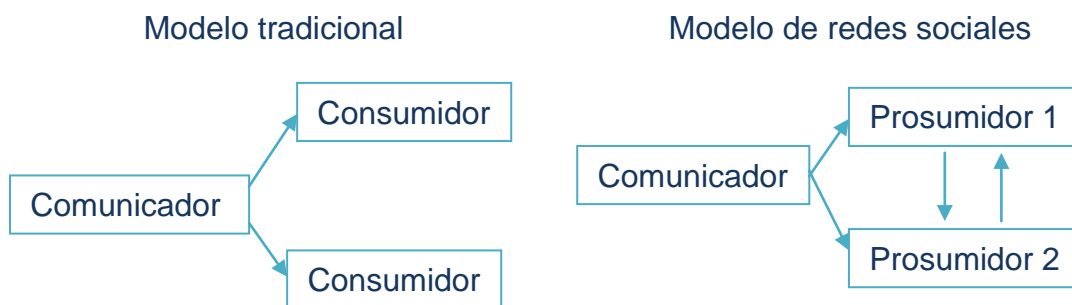 Modelo tradicional
Consumidor
Comunicador
Consumidor
Modelo de redes sociales
Prosumidor 1
Comunicador
Prosumidor 2